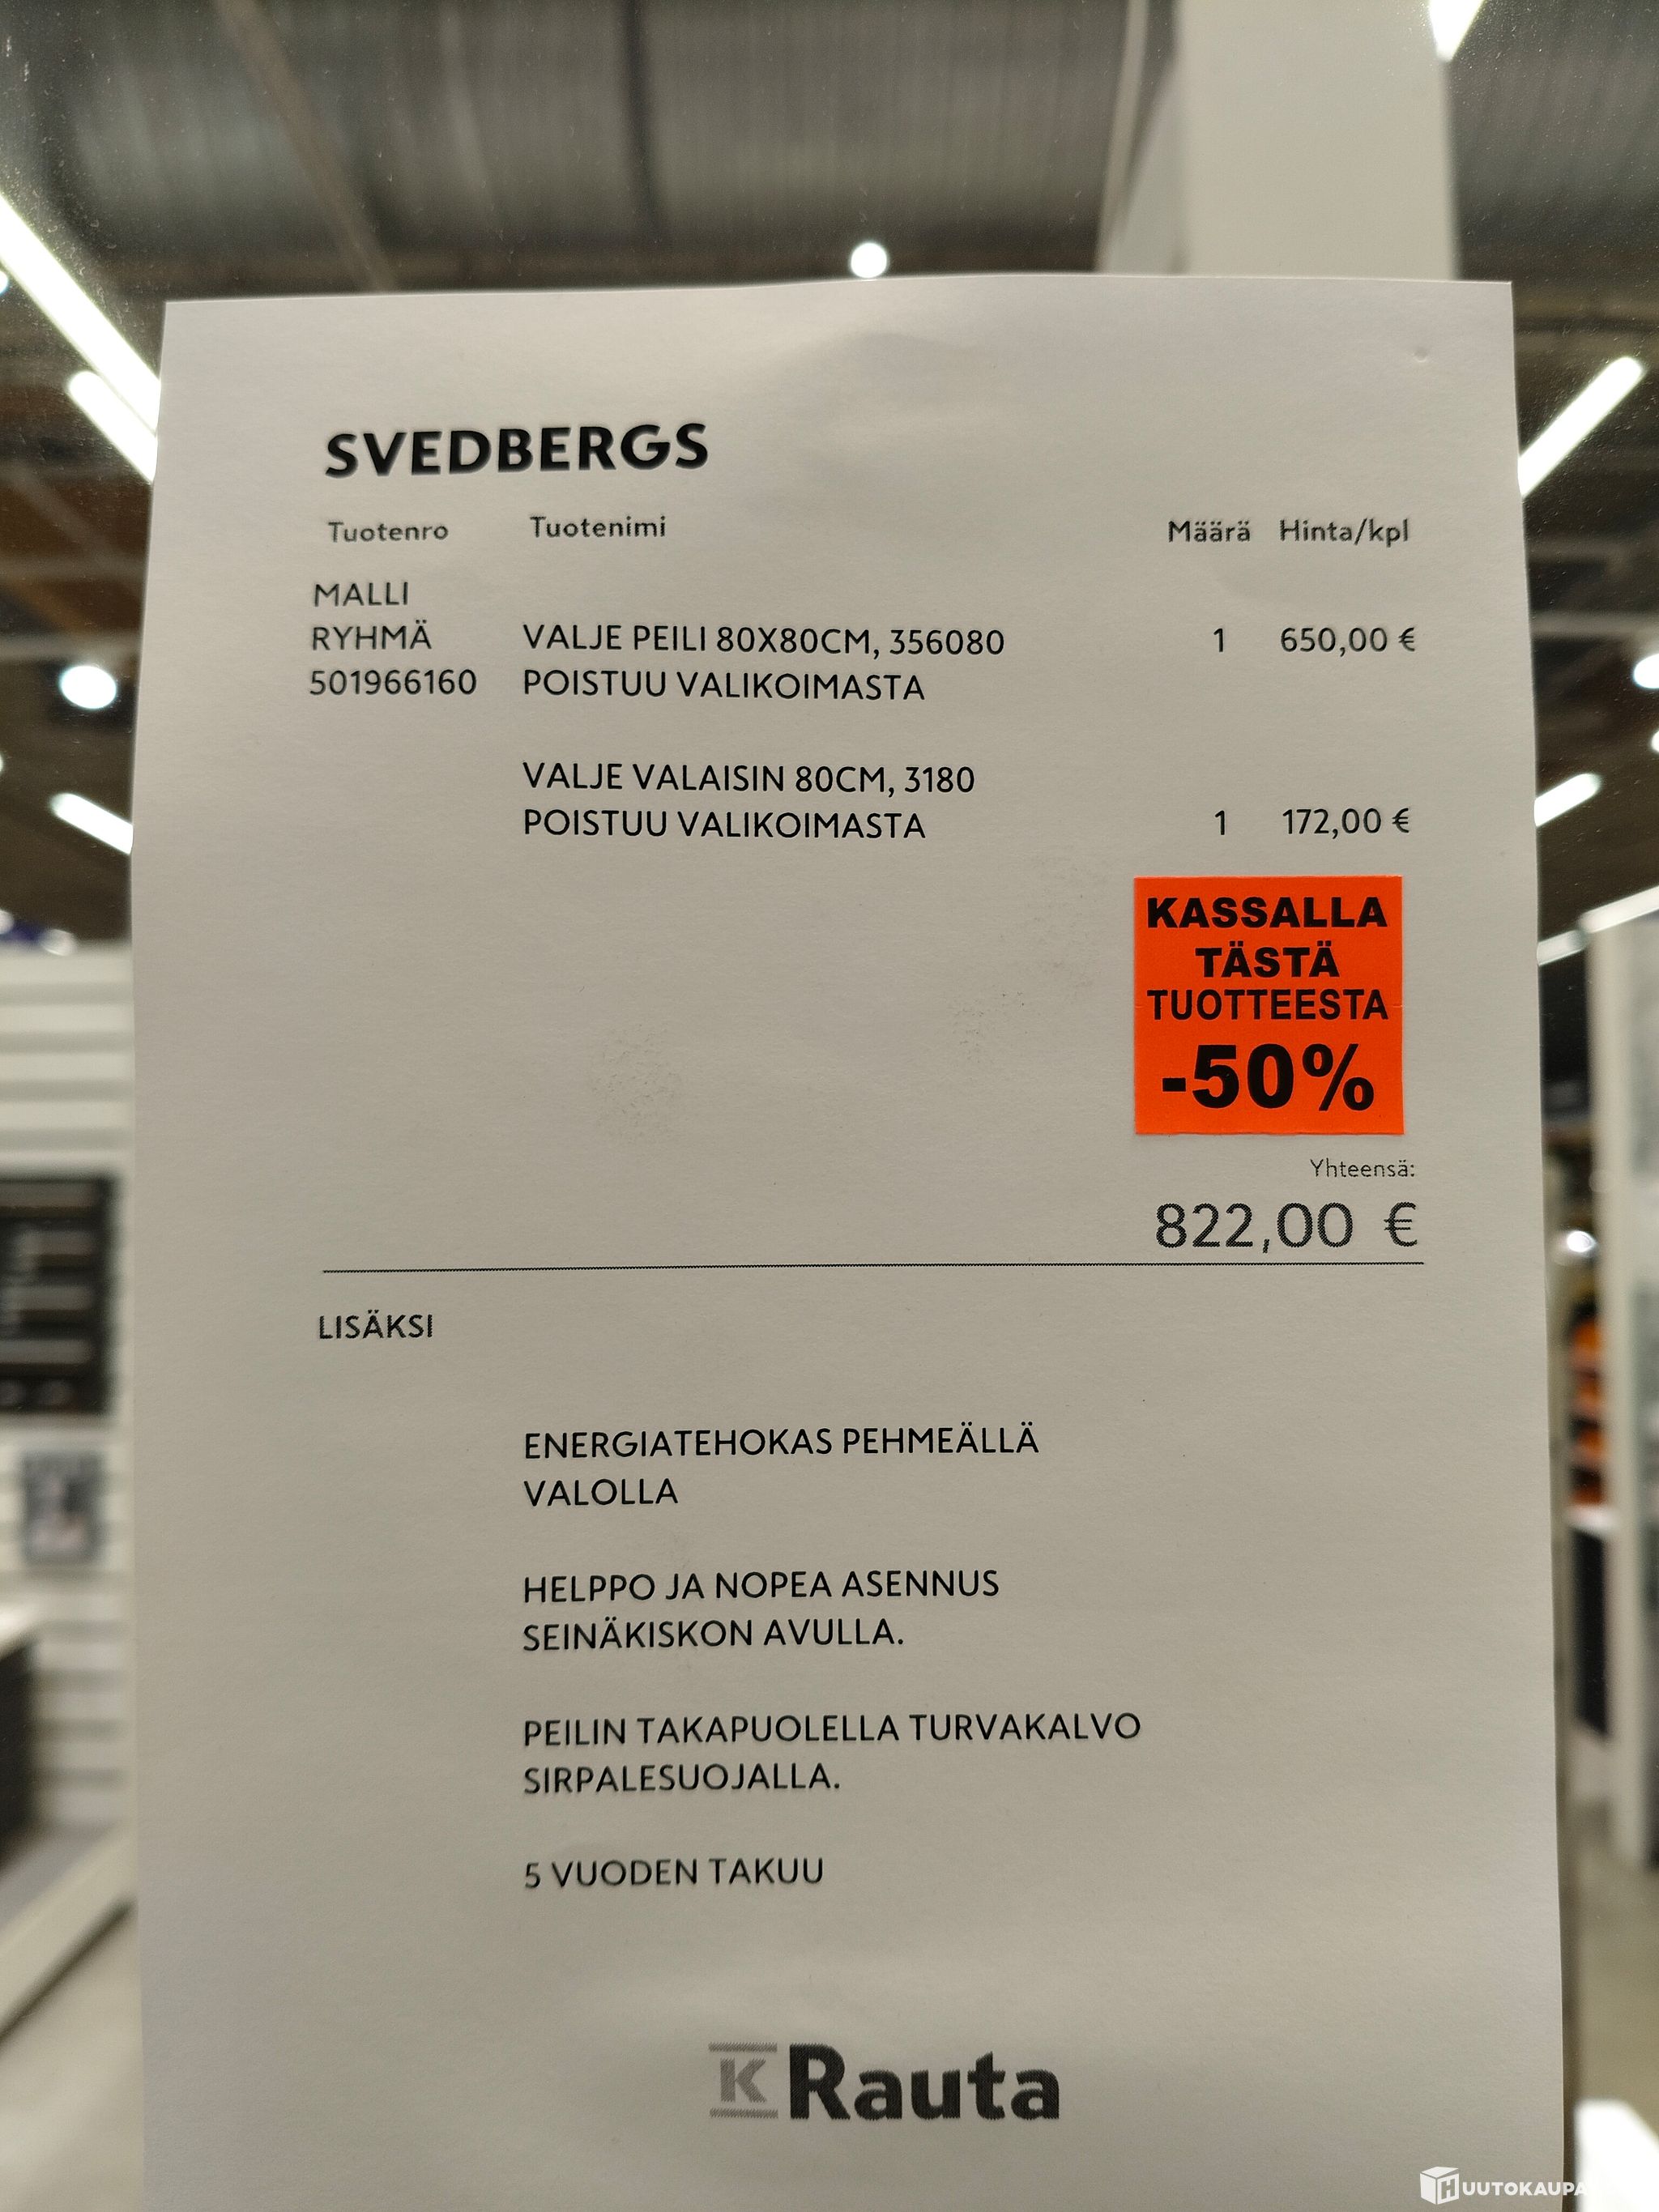 SVEDBERGS
Tuotenro Tuotenimi Määrä Hinta/kpl
MALLI
RYHMÄ VALJE PEILI 80X80CM, 356080 1 650,00 €
501966160 POISTUU VALIKOIMASTA
VALJE VALAISIN 80CM, 3180
POISTUU VALIKOIMASTA 1 172,00 €
KASSALLA
TÄSTÄ
TUOTTEESTA
-50%
Yhteensä:
822,00 €
LISÄKSI
ENERGIATEHOKAS PEHMEÄLLÄ
VALOLLA
HELPPO JA NOPEA ASENNUS
SEINÄKISKON AVULLA.
PEILIN TAKAPUOLELLA TURVAKALVO
SIRPALESUOJALLA.
5 VUODEN TAKUU
K Rauta